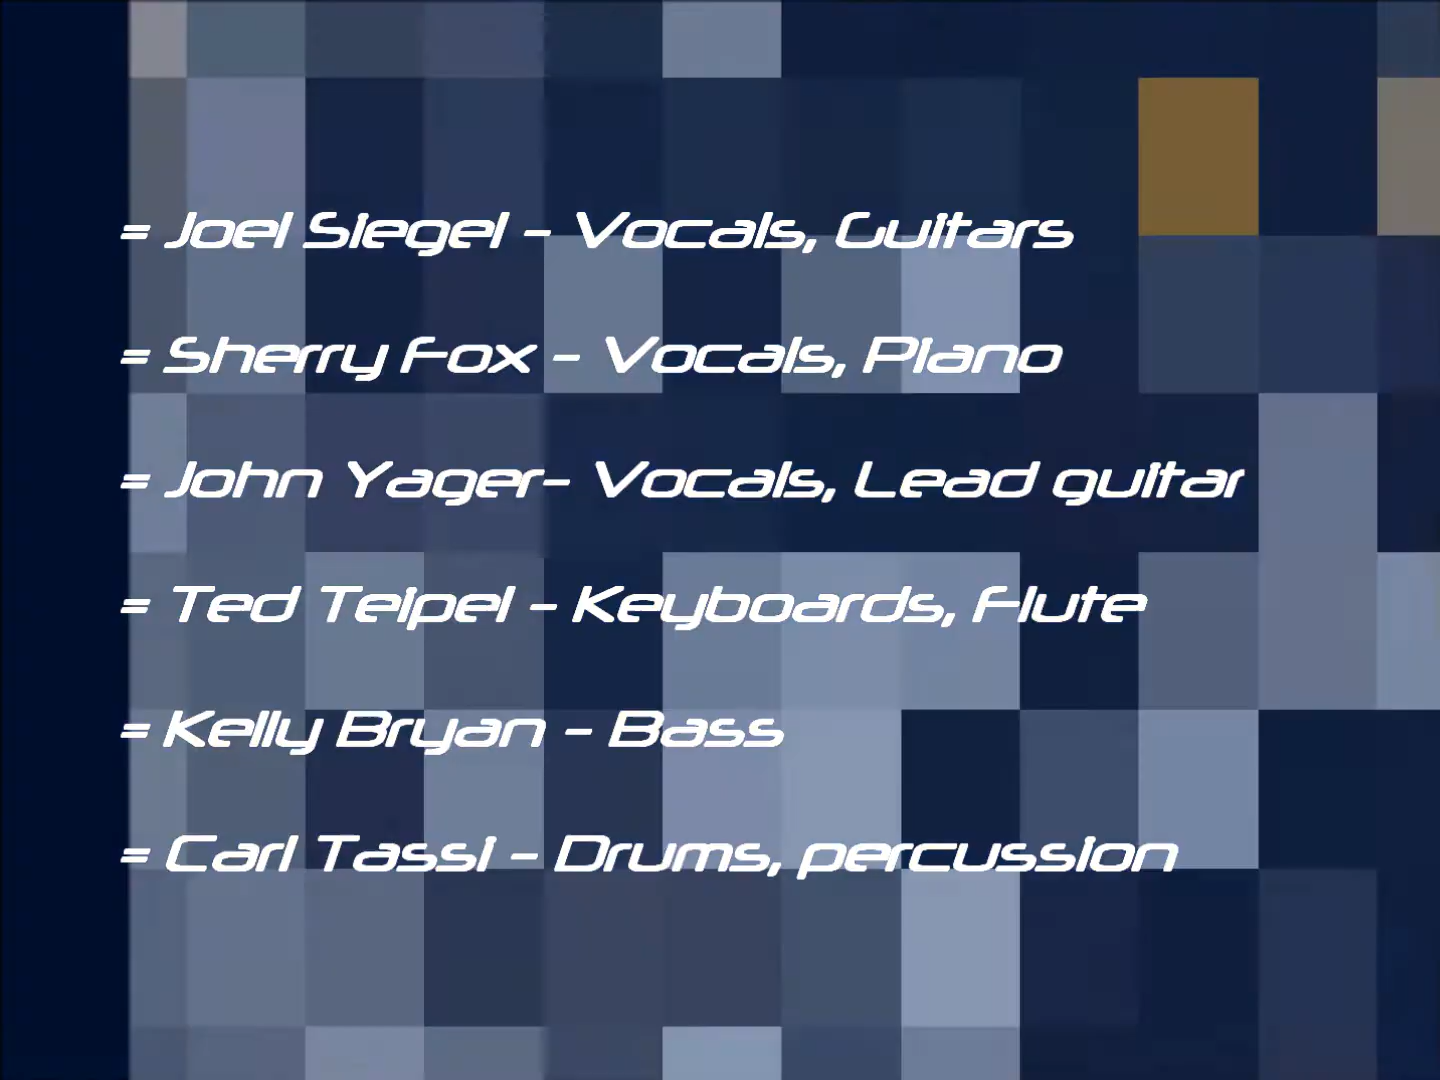 = Joel Siegel - Vocals, Guitars
= Sherry Fox - Vocals, Piano
= John Yager- Vocals, Lead guitar
= Ted Teipel - Keyboards, Flute
= Kelly Bryan - Bass
= Carl Tassi - Drums, percussion